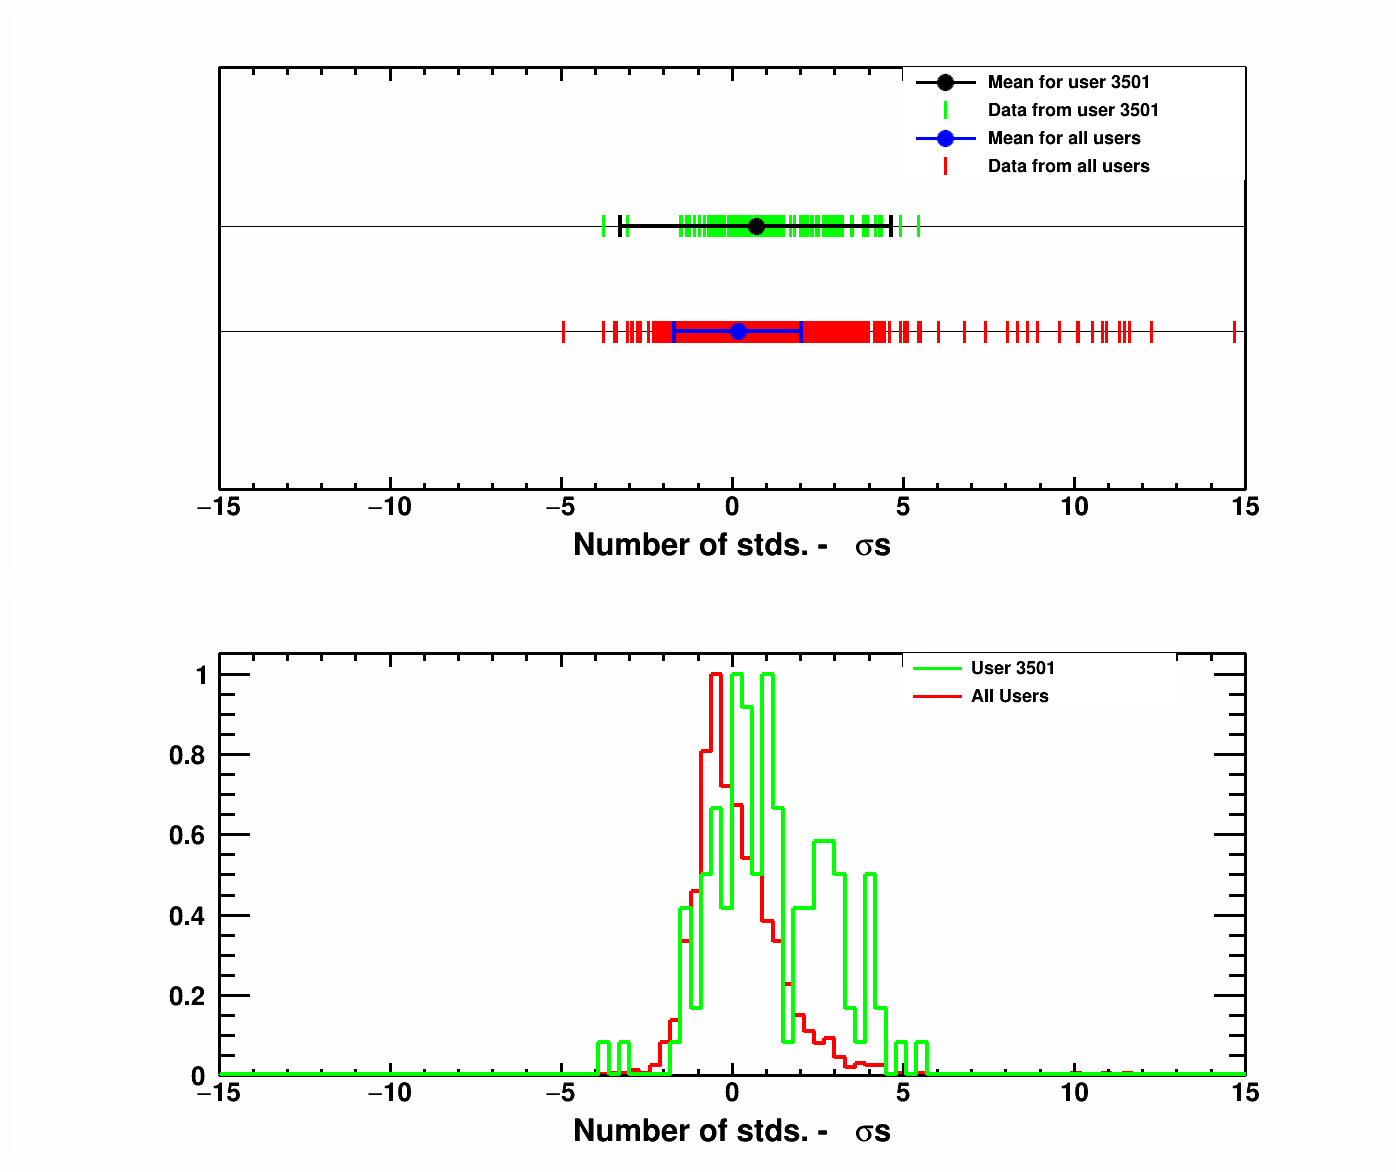 Mean for user 3501
Data from user 3501
Mean for all users
Data from all users
−15 −10 −5 0 5 10 15
Number of stds. - σs
User 3501
All Users
1
0.8
0.6
0.4
0.2
0
−15 −10 −5 0 5 10 15
Number of stds. - σs